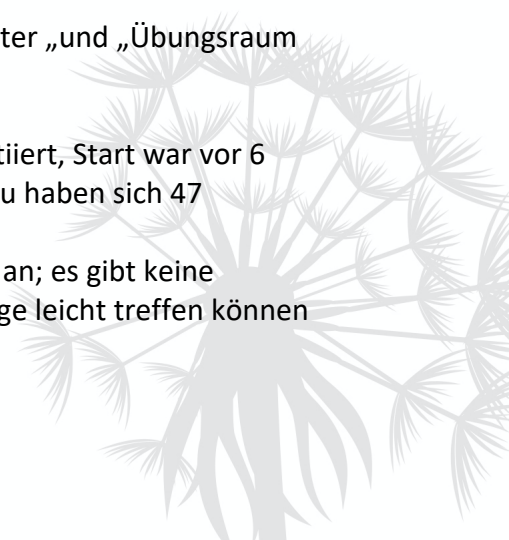 ter „und „Übungsraum
tiiert, Start war vor 6
u haben sich 47
an; es gibt keine
ge leicht treffen können